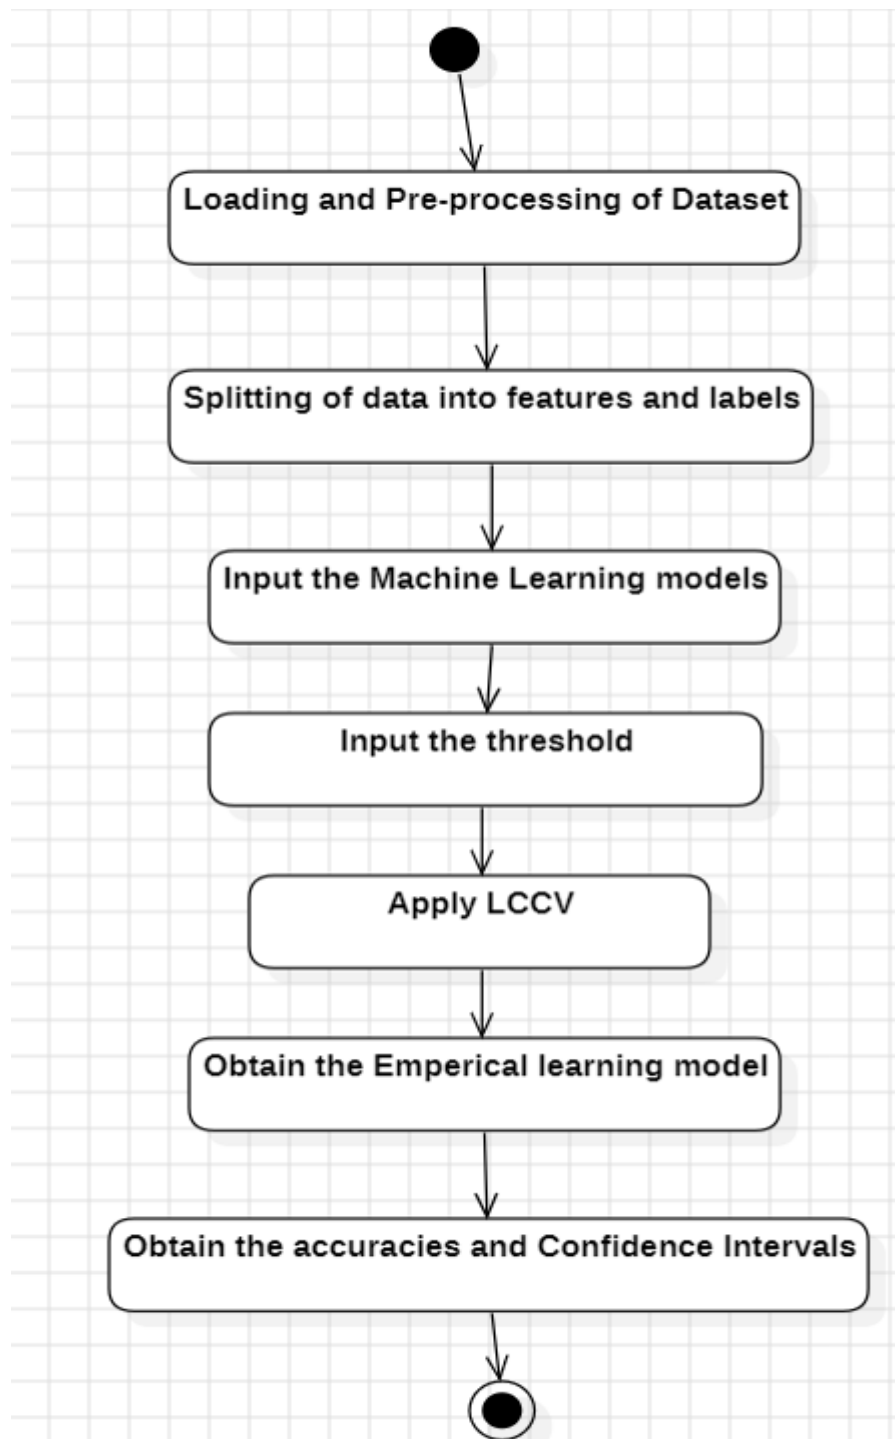 Loading and Pre-processing of Dataset
Splitting of data into features and labels
Input the Machine Learning models
Input the threshold
Apply LCCV
Obtain the Emperical learning model
Obtain the accuracies and Confidence Intervals